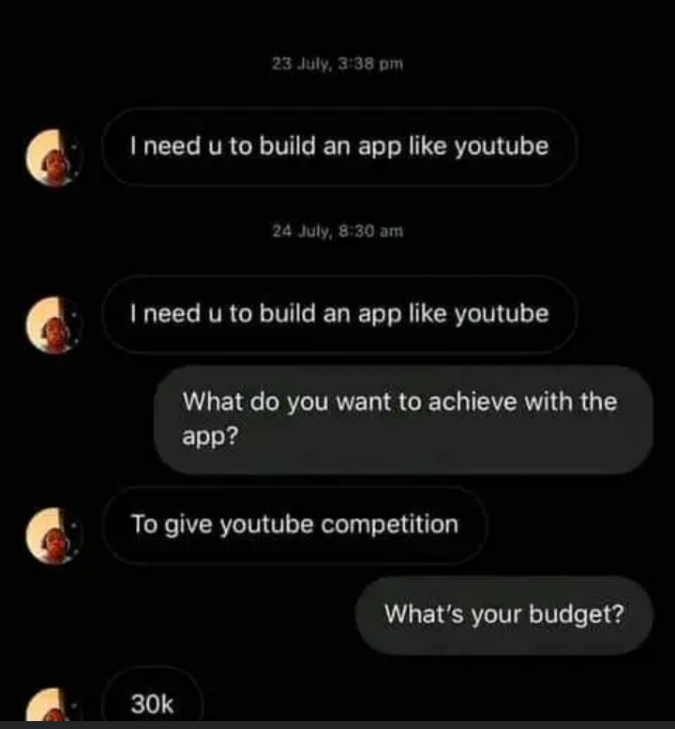 23 July, 3:38 pm
I need u to build an app like youtube
24 July, 8:30 am
I need u to build an app like youtube
What do you want to achieve with the
app?
To give youtube competition
What's your budget?
30k